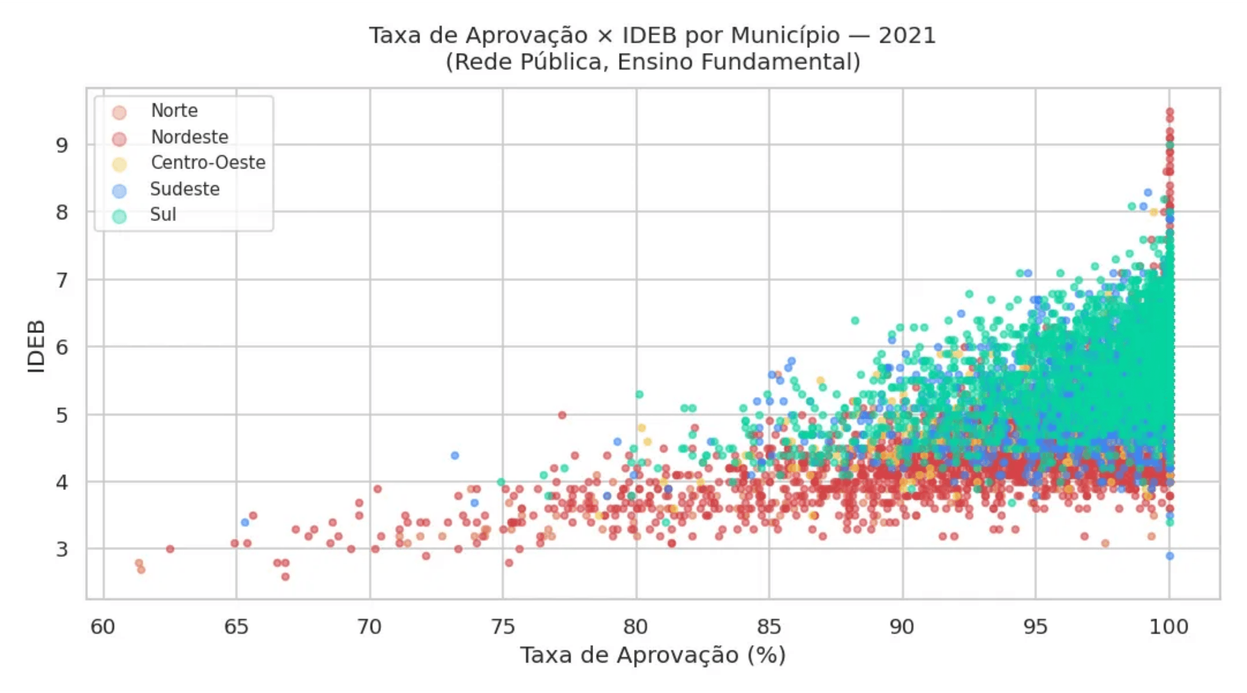 Taxa de Aprovação × IDEB por Município — 2021
(Rede Pública, Ensino Fundamental)
Norte
Nordeste
Centro-Oeste
Sudeste
Sul
9
8
7
6
5
4
3
IDEB
60 65 70 75 80 85 90 95 100
Taxa de Aprovação (%)